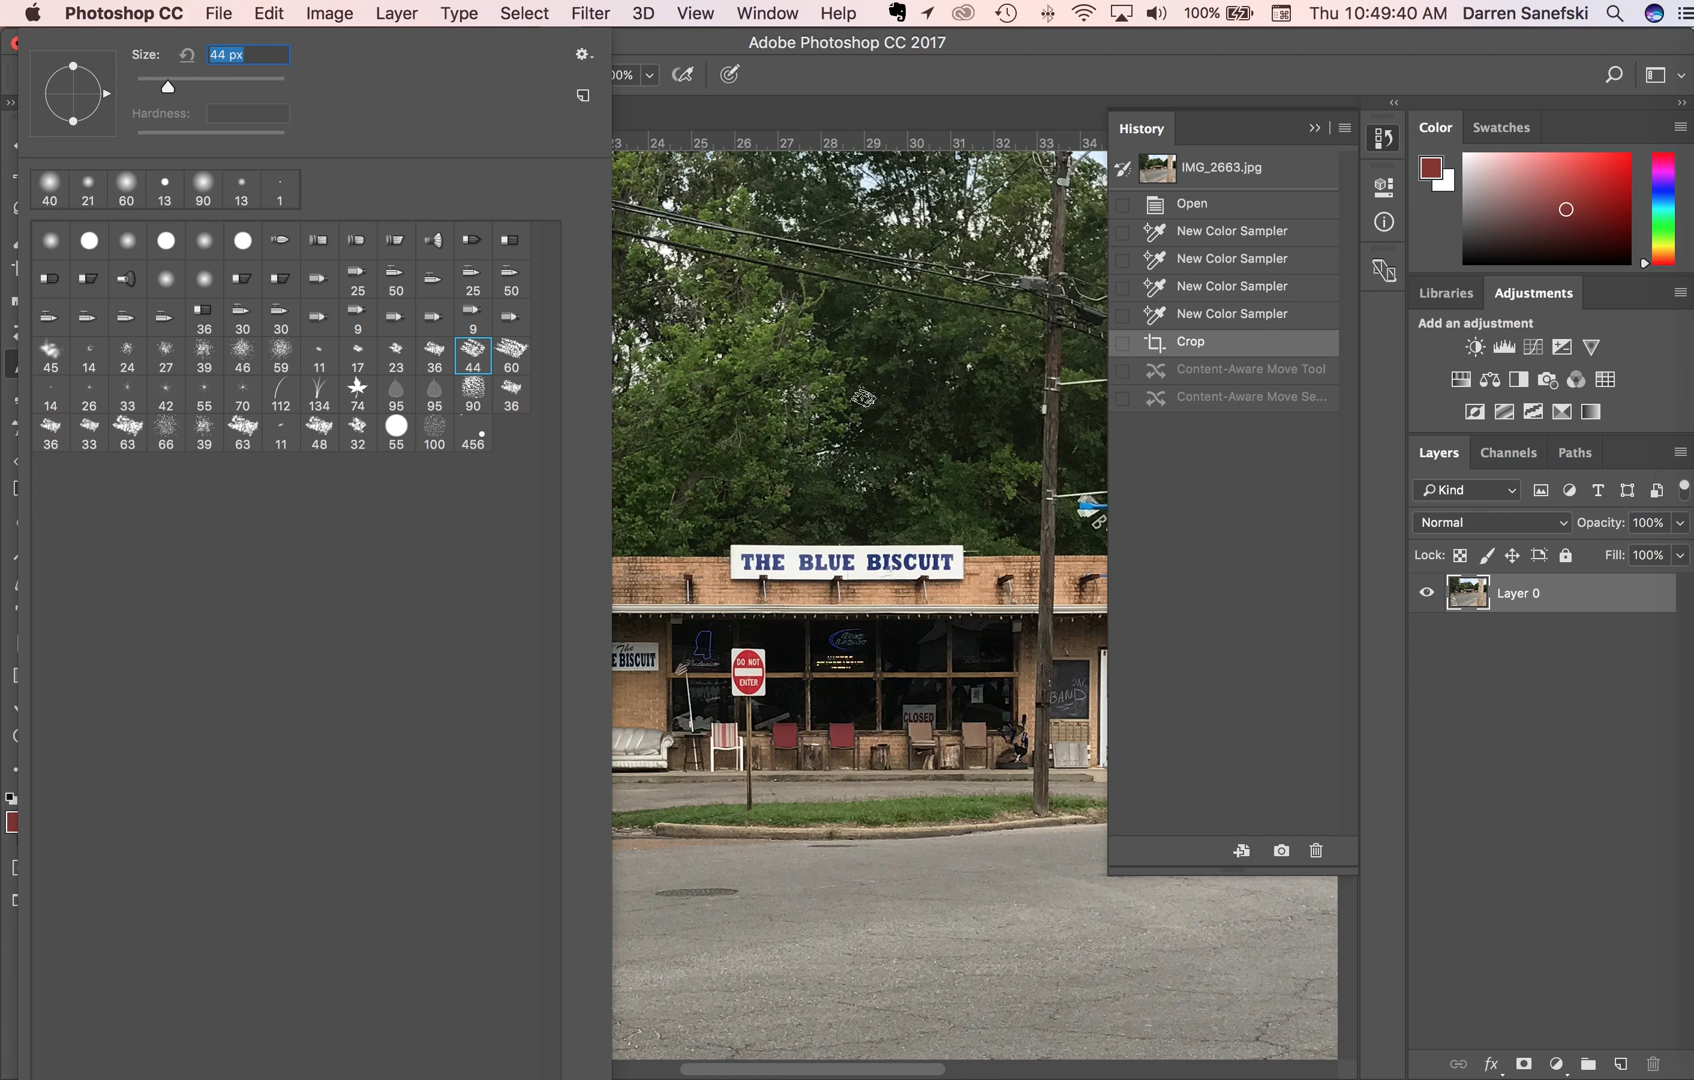 Photoshop CC File Edit Image Layer Type Select Filter 3D View Window Help 100% Thu 10:49:40 AM Darren Sanefski
Adobe Photoshop CC 2017
Size: 44 px
Hardness:
00%
40 21 60 13 90 13 1
25 50 25 50
36 30 30 9 9
45 14 24 27 39 46 59 11 17 23 36 44 60
14 26 33 42 55 70 112 134 74 95 95 90 36
36 33 63 66 39 63 11 48 32 55 100 456
23 24 25 26 27 28 29 30 31 32 33 34
THE BLUE BISCUIT
The
E BISCUIT
DO NOT
ENTER
CLOSED
BAND
B
History
IMG_2663.jpg
Open
New Color Sampler
New Color Sampler
New Color Sampler
New Color Sampler
Crop
Content-Aware Move Tool
Content-Aware Move Se...
Color Swatches
Libraries Adjustments
Add an adjustment
Layers Channels Paths
Kind
Normal Opacity: 100%
Lock: Fill: 100%
Layer 0
fx